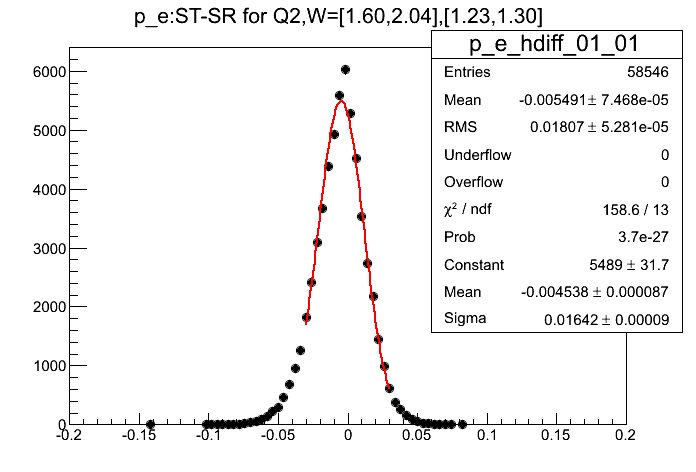 p_e:ST-SR for Q2,W=[1.60,2.04],[1.23,1.30]
p_e_hdiff_01_01
Entries 58546
Mean -0.005491 ± 7.468e-05
RMS 0.01807 ± 5.281e-05
Underflow 0
Overflow 0
χ² / ndf 158.6 / 13
Prob 3.7e-27
Constant 5489 ± 31.7
Mean -0.004538 ± 0.000087
Sigma 0.01642 ± 0.00009
6000
5000
4000
3000
2000
1000
0
-0.2 -0.15 -0.1 -0.05 0 0.05 0.1 0.15 0.2